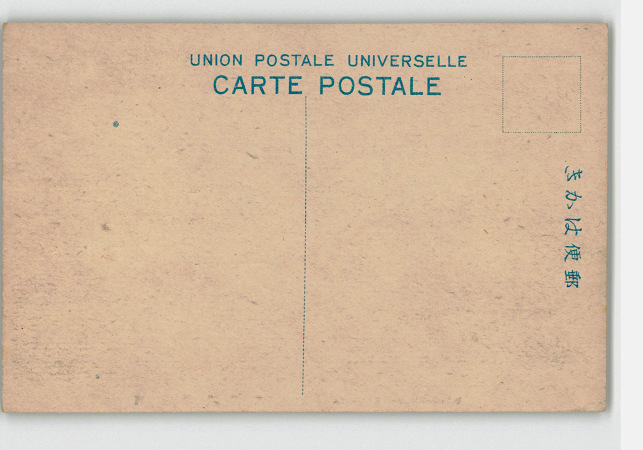 UNION POSTALE UNIVERSELLE
CARTE POSTALE
きかは便郵